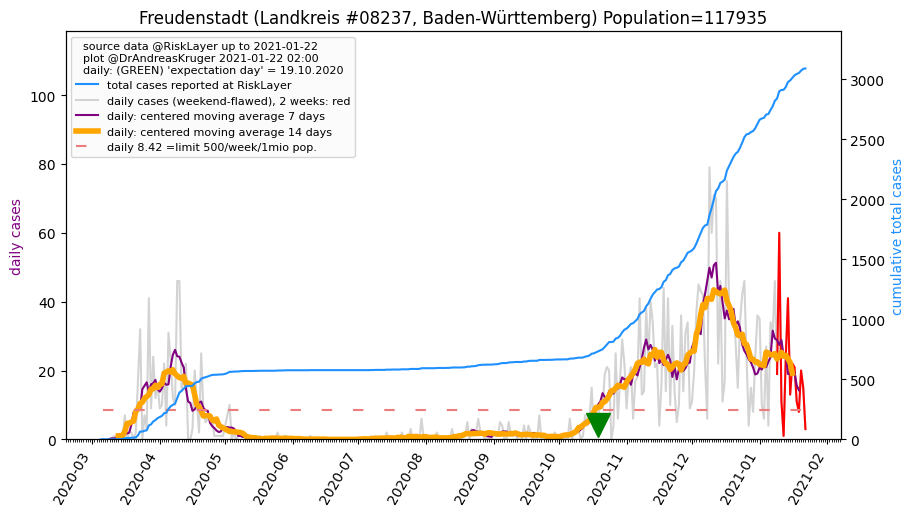 Freudenstadt (Landkreis #08237, Baden-Württemberg) Population=117935
source data @RiskLayer up to 2021-01-22
plot @DrAndreasKruger 2021-01-22 02:00
daily: (GREEN) 'expectation day' = 19.10.2020
total cases reported at RiskLayer
daily cases (weekend-flawed), 2 weeks: red
daily: centered moving average 7 days
daily: centered moving average 14 days
daily 8.42 =limit 500/week/1mio pop.
daily cases
100
80
60
40
20
0
cumulative total cases
3000
2500
2000
1500
1000
500
0
2020-03
2020-04
2020-05
2020-06
2020-07
2020-08
2020-09
2020-10
2020-11
2020-12
2021-01
2021-02